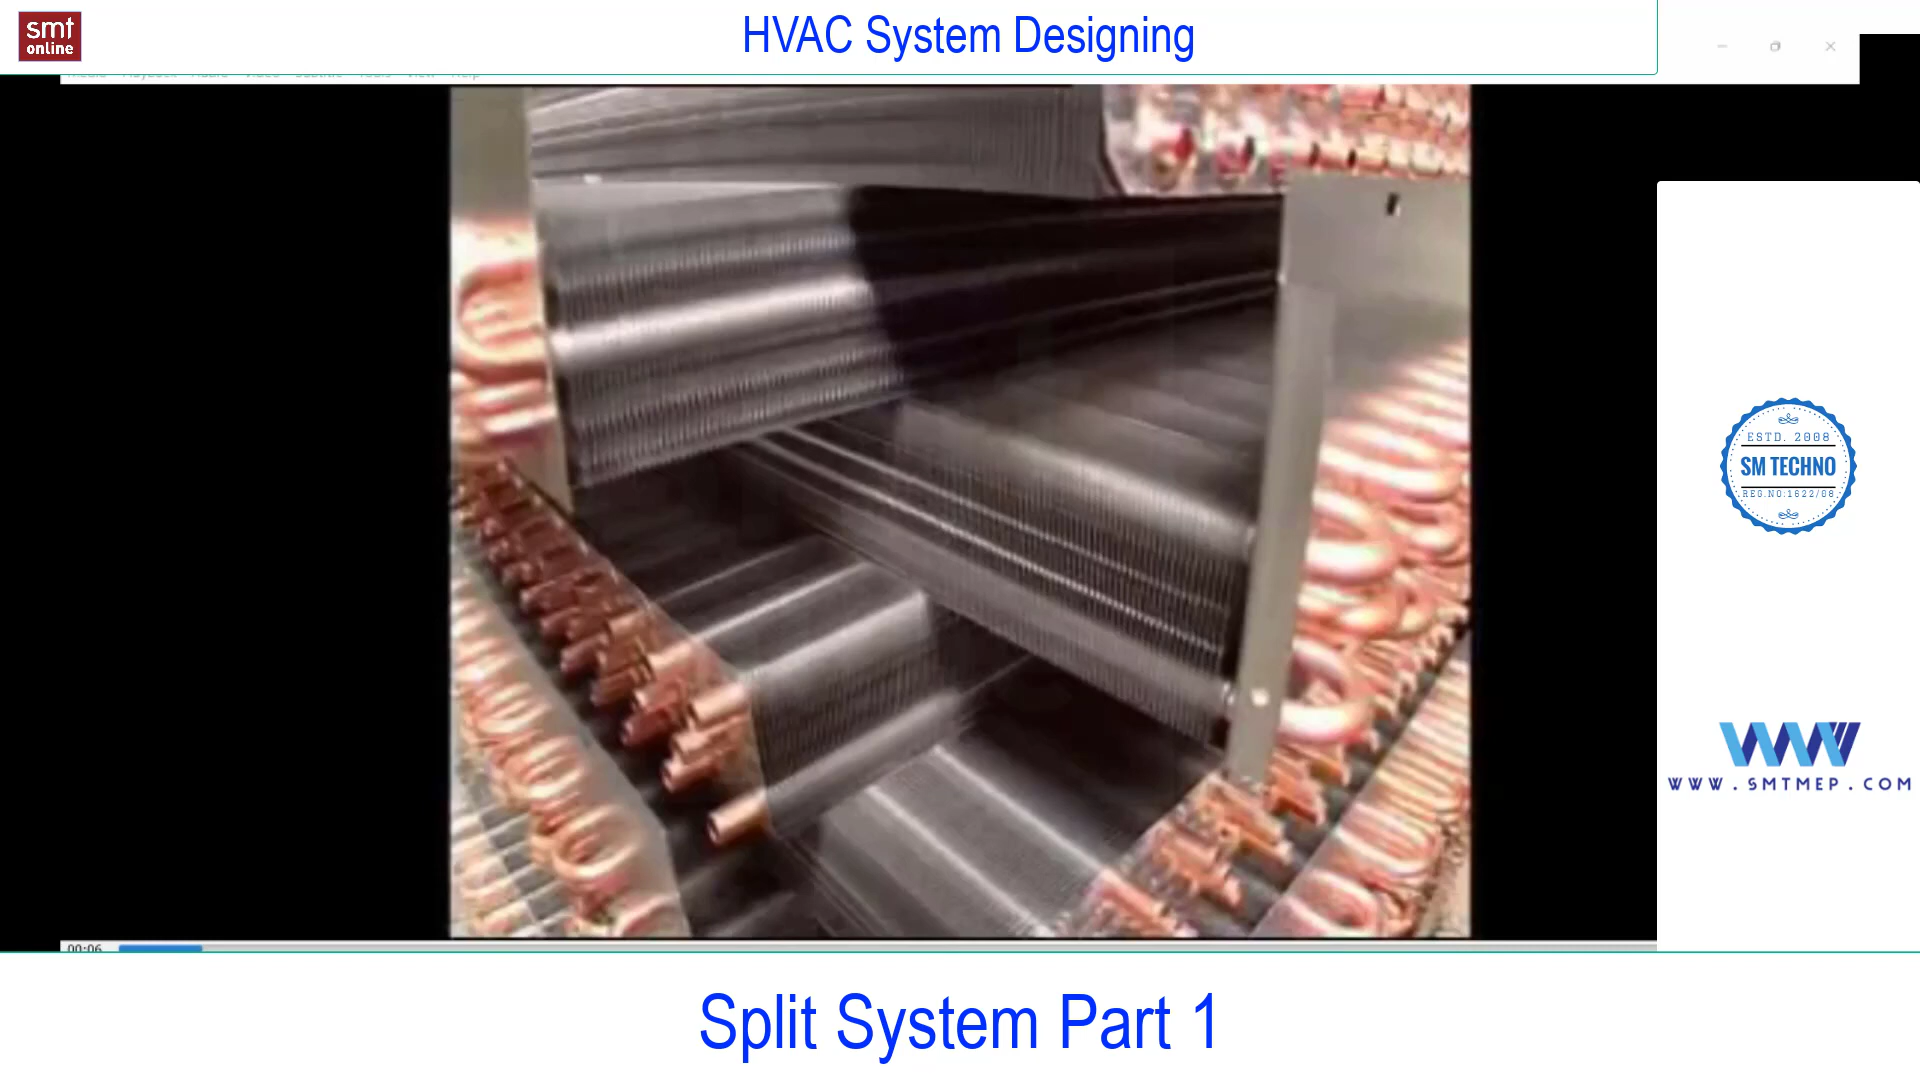 smt
online
HVAC System Designing
ESTD. 2008
SM TECHNO
REG.NO:1622/08
WWW.SMTMEP.COM
00:06
Split System Part 1